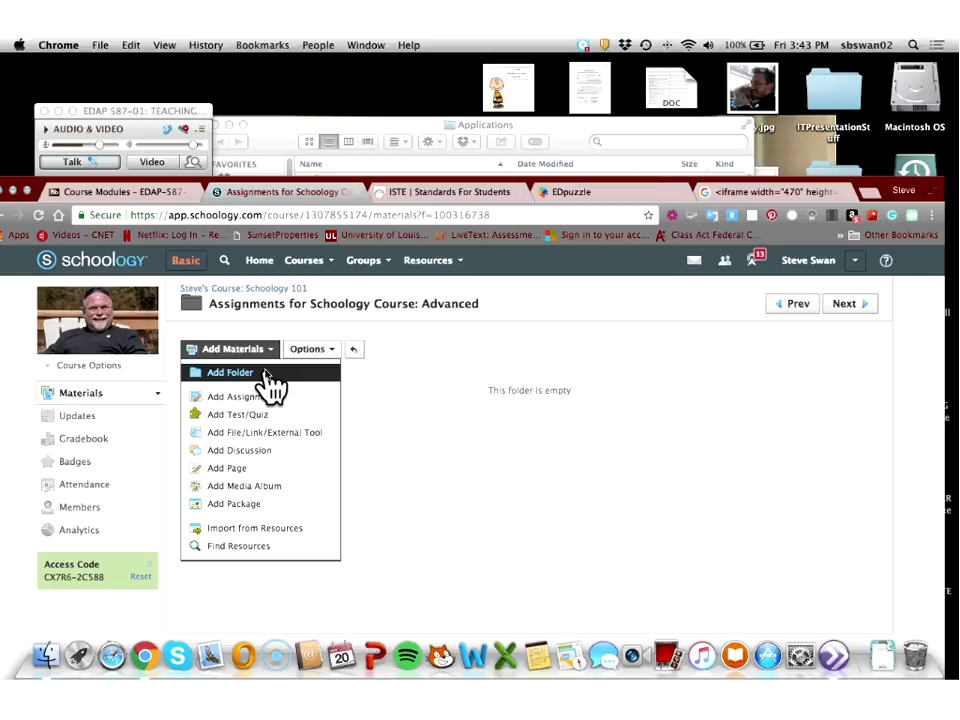 Chrome File Edit View History Bookmarks People Window Help 100% Fri 3:43 PM sbswan02
DOC
y.jpg ITPresentationSt
uff
Macintosh OS
EDAP 587-01: TEACHING...
AUDIO & VIDEO
Talk Video
Applications
FAVORITES Name Date Modified Size Kind
Course Modules - EDAP-587- Assignments for Schoology C ISTE | Standards For Students EDpuzzle <iframe width="470" height= Steve
Secure https://app.schoology.com/course/1307855174/materials?f=100316738
Apps Videos - CNET Netflix: Log In - Re... SunsetProperties University of Louis... LiveText: Assessme... Sign in to your acc... Class Act Federal C... » Other Bookmarks
schoology Basic Home Courses Groups Resources 13 Steve Swan
Steve's Course: Schoology 101
Assignments for Schoology Course: Advanced
Prev Next
Add Materials Options
Course Options
Add Folder
Materials
Add Assignm
This folder is empty
Updates
Add Test/Quiz
Gradebook
Add File/Link/External Tool
Badges
Add Discussion
Attendance
Add Page
Members
Add Media Album
Analytics
Add Package
Import from Resources
Find Resources
Access Code
CX7R6-2C58B Reset
20